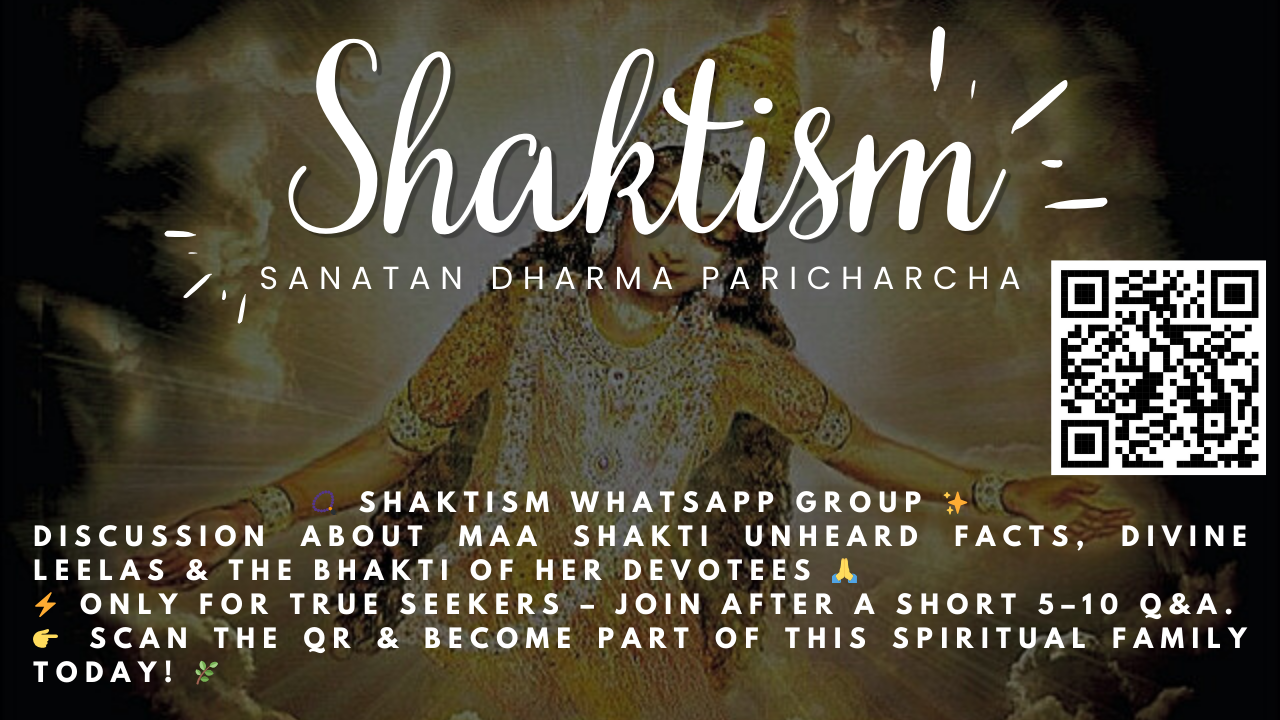 Shaktism
SANATAN DHARMA PARICHARCHA
📿 SHAKTISM WHATSAPP GROUP ✨
DISCUSSION ABOUT MAA SHAKTI UNHEARD FACTS, DIVINE
LEELAS & THE BHAKTI OF HER DEVOTEES 🙏
⚡ ONLY FOR TRUE SEEKERS – JOIN AFTER A SHORT 5–10 Q&A.
👉 SCAN THE QR & BECOME PART OF THIS SPIRITUAL FAMILY
TODAY! 🌿